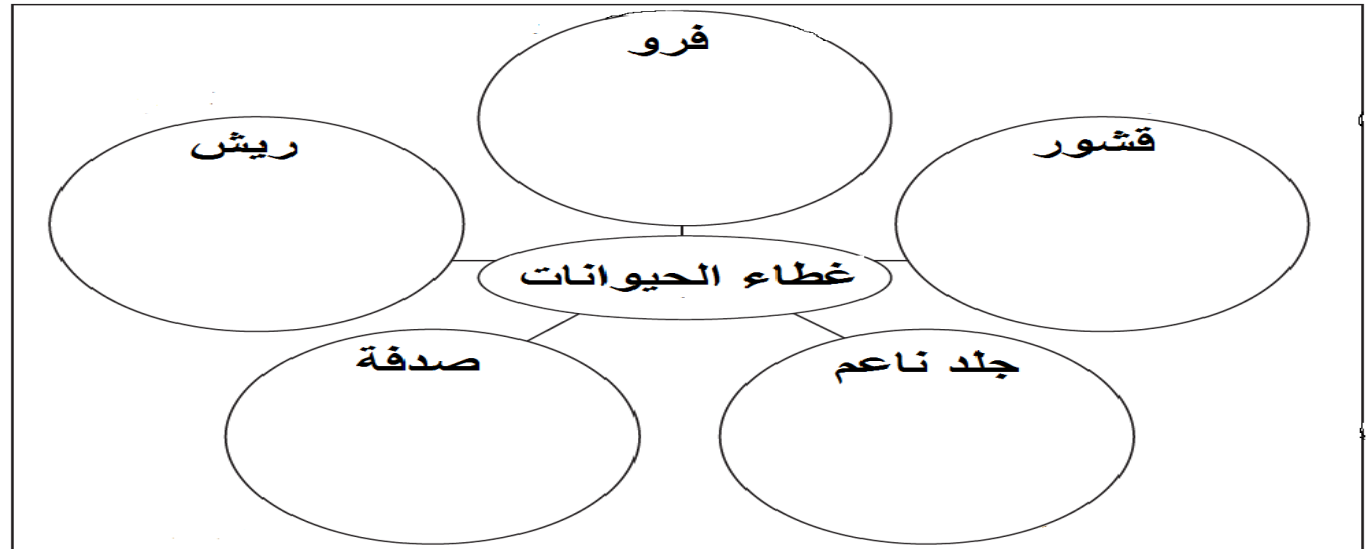 فرو
قشور
ريش
غطاء الحيوانات
جلد ناعم
صدفة